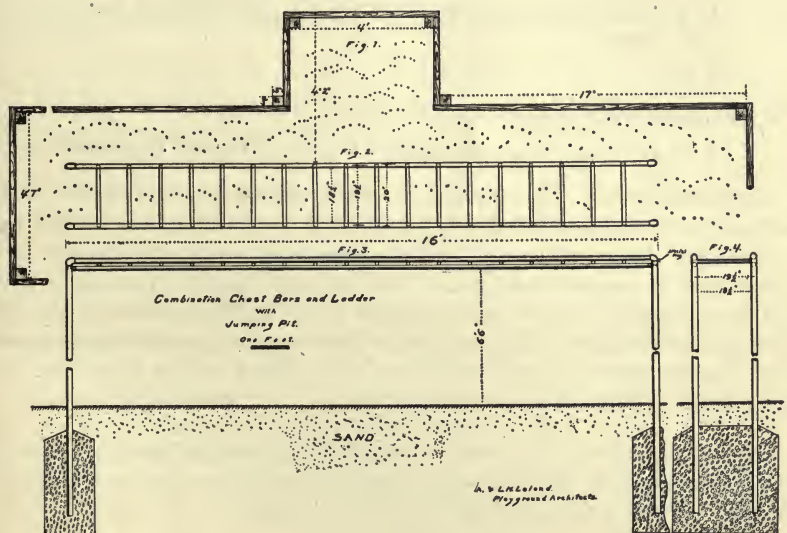 4'
Fig. 1.
4'2"
17'
4'7"
Fig. 2.
18½"
19½"
20"
16'
Fig. 3.
Fig. 4.
19½"
18½"
Combination Chest Bars and Ladder
With
Jumping Pit.
One Foot.
6'6"
SAND
A. & L.H. Leland.
Playground Architects.